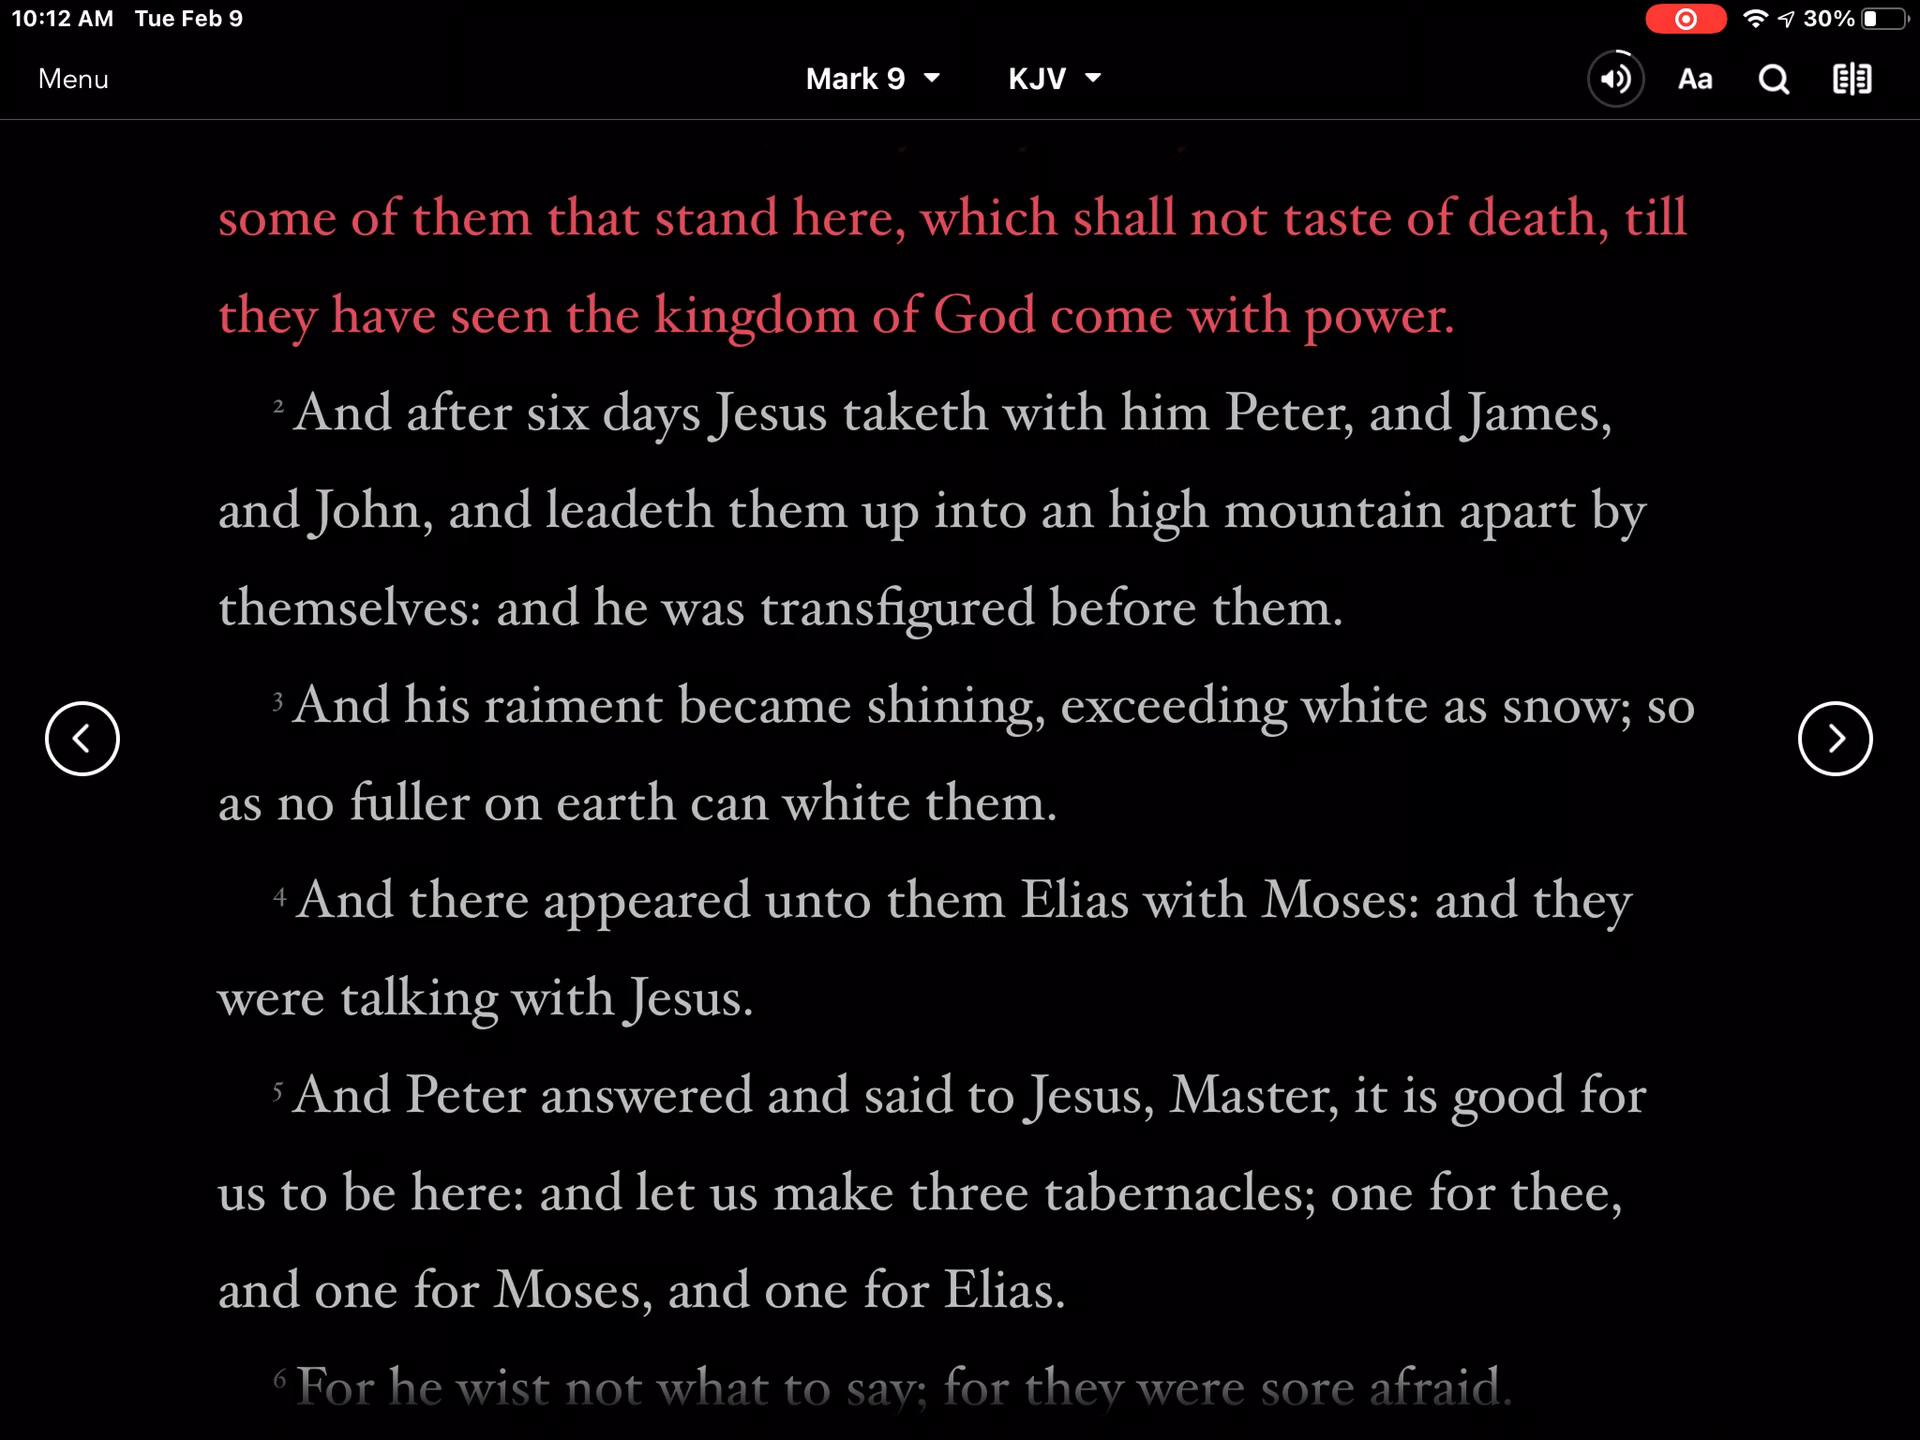 10:12 AM Tue Feb 9 30%
Menu Mark 9 KJV Aa
some of them that stand here, which shall not taste of death, till
they have seen the kingdom of God come with power.
2 And after six days Jesus taketh with him Peter, and James,
and John, and leadeth them up into an high mountain apart by
themselves: and he was transfigured before them.
3 And his raiment became shining, exceeding white as snow; so
as no fuller on earth can white them.
4 And there appeared unto them Elias with Moses: and they
were talking with Jesus.
5 And Peter answered and said to Jesus, Master, it is good for
us to be here: and let us make three tabernacles; one for thee,
and one for Moses, and one for Elias.
6 For he wist not what to say; for they were sore afraid.